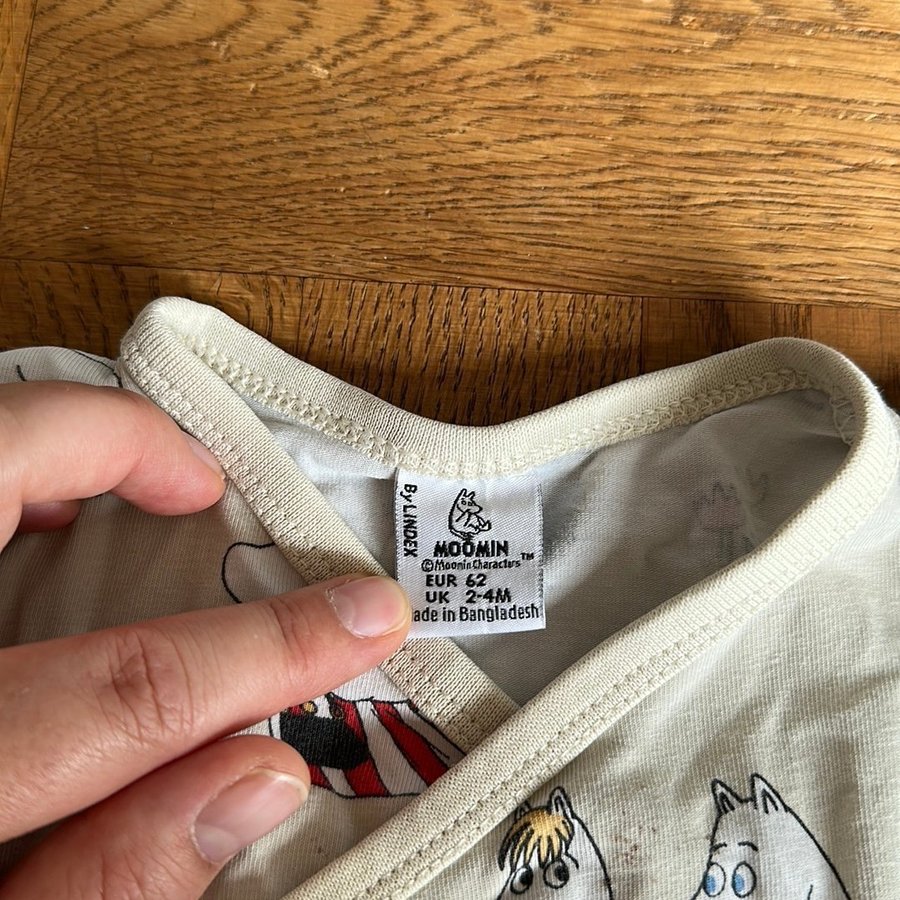 By LINDEX
MOOMIN
©Moomin Characters™
EUR 62
UK 2-4M
ade in Bangladesh